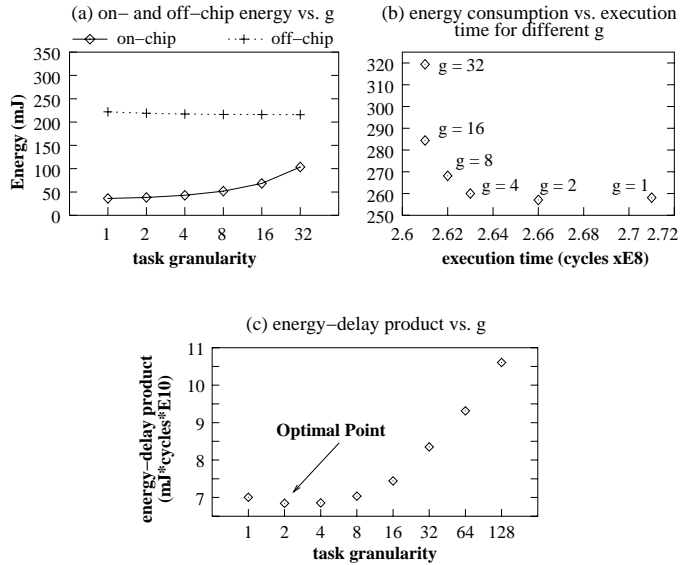 (a) on− and off−chip energy vs. g
on−chip
off−chip
Energy (mJ)
350
300
250
200
150
100
50
0
1 2 4 8 16 32
task granularity
(b) energy consumption vs. execution
time for different g
320
310
300
290
280
270
260
250
g = 32
g = 16
g = 8
g = 4
g = 2
g = 1
2.6 2.62 2.64 2.66 2.68 2.7 2.72
execution time (cycles xE8)
(c) energy−delay product vs. g
energy−delay product
(mJ*cycles*E10)
11
10
9
8
7
Optimal Point
1 2 4 8 16 32 64 128
task granularity